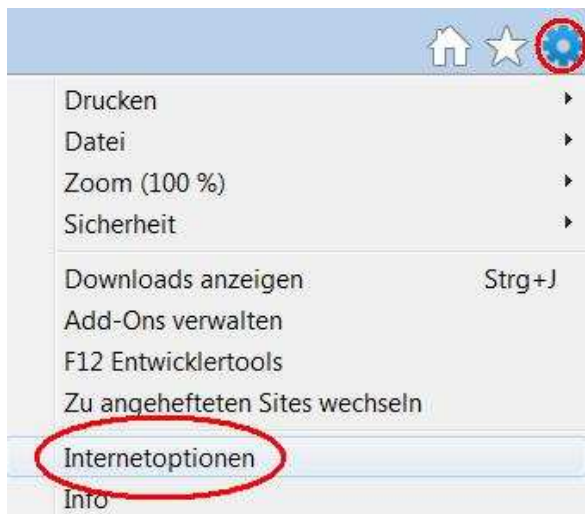 Drucken
Datei
Zoom (100 %)
Sicherheit
Downloads anzeigen Strg+J
Add-Ons verwalten
F12 Entwicklertools
Zu angehefteten Sites wechseln
Internetoptionen
Info